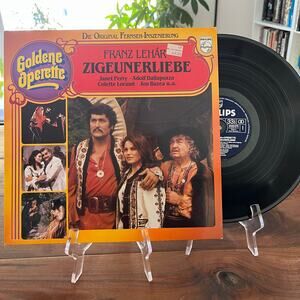 Die Original Fernseh-Inszenierung
Goldene
Operette
Franz Lehár
ZIGEUNERLIEBE
Janet Perry · Adolf Dallapozza
Colette Lorand · Jon Buzea u.a.
PHILIPS
PHILIPS
33